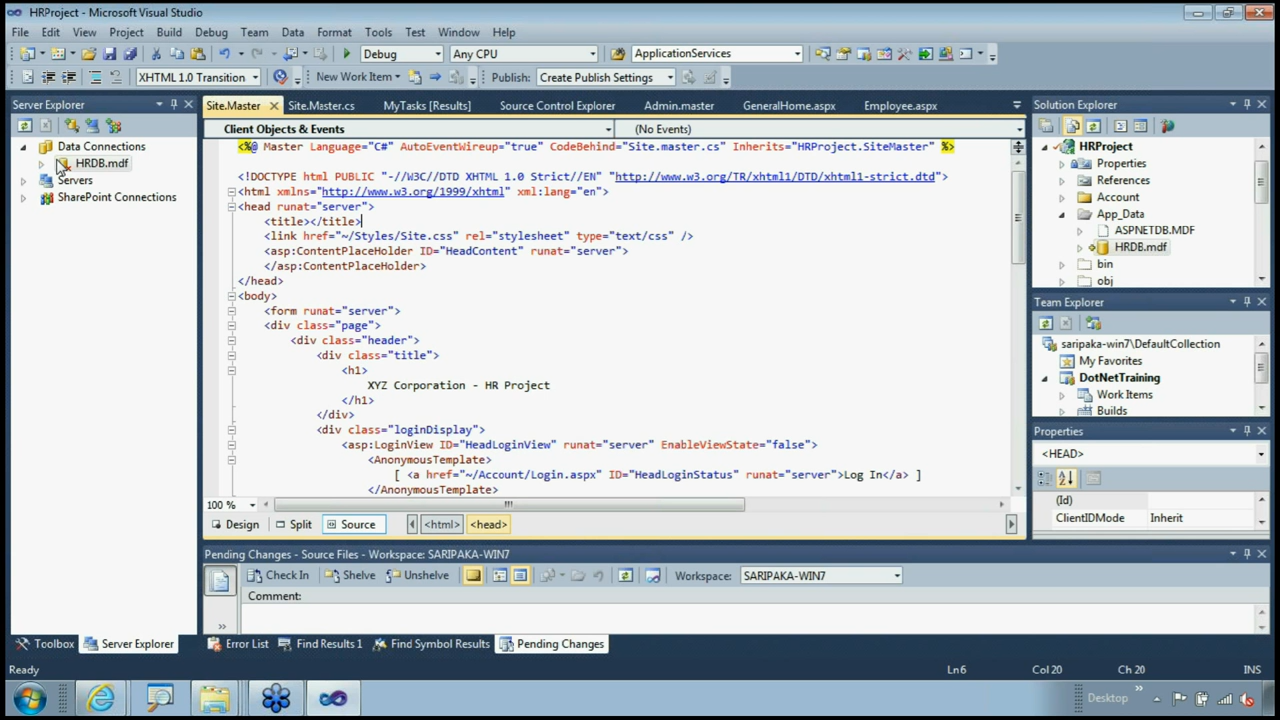 HRProject - Microsoft Visual Studio
File Edit View Project Build Debug Team Data Format Tools Test Window Help
Debug Any CPU ApplicationServices
XHTML 1.0 Transition New Work Item Publish: Create Publish Settings
Server Explorer
Data Connections
HRDB.mdf
Servers
SharePoint Connections
Site.Master Site.Master.cs MyTasks [Results] Source Control Explorer Admin.master GeneralHome.aspx Employee.aspx
Client Objects & Events (No Events)
<%@ Master Language="C#" AutoEventWireup="true" CodeBehind="Site.master.cs" Inherits="HRProject.SiteMaster" %>
<!DOCTYPE html PUBLIC "-//W3C//DTD XHTML 1.0 Strict//EN" "http://www.w3.org/TR/xhtml1/DTD/xhtml1-strict.dtd">
<html xmlns="http://www.w3.org/1999/xhtml" xml:lang="en">
<head runat="server">
<title></title>
<link href="~/Styles/Site.css" rel="stylesheet" type="text/css" />
<asp:ContentPlaceHolder ID="HeadContent" runat="server">
</asp:ContentPlaceHolder>
</head>
<body>
<form runat="server">
<div class="page">
<div class="header">
<div class="title">
<h1>
XYZ Corporation - HR Project
</h1>
</div>
<div class="loginDisplay">
<asp:LoginView ID="HeadLoginView" runat="server" EnableViewState="false">
<AnonymousTemplate>
[ <a href="~/Account/Login.aspx" ID="HeadLoginStatus" runat="server">Log In</a> ]
</AnonymousTemplate>
100 %
Design Split Source <html> <head>
Solution Explorer
HRProject
Properties
References
Account
App_Data
ASPNETDB.MDF
HRDB.mdf
bin
obj
Team Explorer
saripaka-win7\DefaultCollection
My Favorites
DotNetTraining
Work Items
Builds
Properties
<HEAD>
(Id)
ClientIDMode Inherit
Pending Changes - Source Files - Workspace: SARIPAKA-WIN7
Check In Shelve Unshelve Workspace: SARIPAKA-WIN7
Comment:
Toolbox Server Explorer Error List Find Results 1 Find Symbol Results Pending Changes
Ready Ln6 Col 20 Ch 20 INS
Desktop